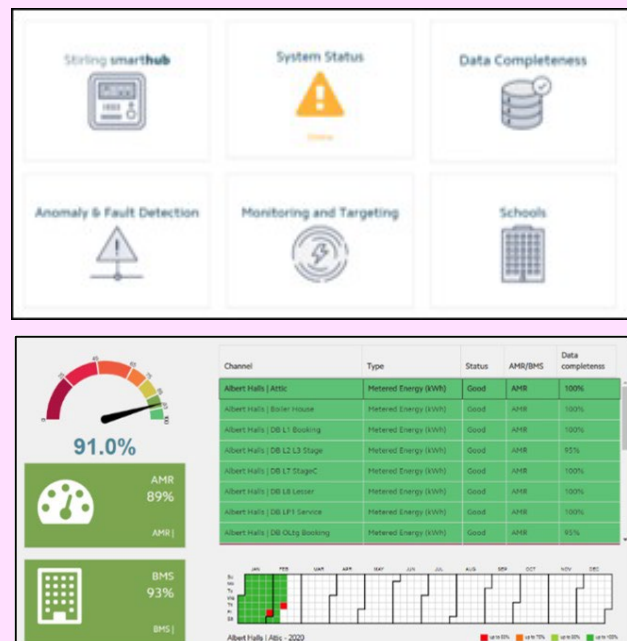 Stirling smarthub
System Status
Data Completeness
Anomaly & Fault Detection
Monitoring and Targeting
Schools
91.0%
AMR
89%
AMR |
BMS
93%
BMS |
Channel Type Status AMR/BMS Data completenss
Albert Halls | Attic Metered Energy (kWh) Good AMR 100%
Albert Halls | Boiler House Metered Energy (kWh) Good AMR 100%
Albert Halls | DB L1 Booking Metered Energy (kWh) Good AMR 100%
Albert Halls | DB L2 L3 Stage Metered Energy (kWh) Good AMR 95%
Albert Halls | DB L7 StageC Metered Energy (kWh) Good AMR 100%
Albert Halls | DB L8 Lesser Metered Energy (kWh) Good AMR 100%
Albert Halls | DB LP1 Service Metered Energy (kWh) Good AMR 100%
Albert Halls | DB OLtg Booking Metered Energy (kWh) Good AMR 95%
JAN FEB MAR APR MAY JUN JUL AUG SEP OCT NOV DEC
Su
Mo
Tu
We
Th
Fr
Albert Halls | Attic - 2020